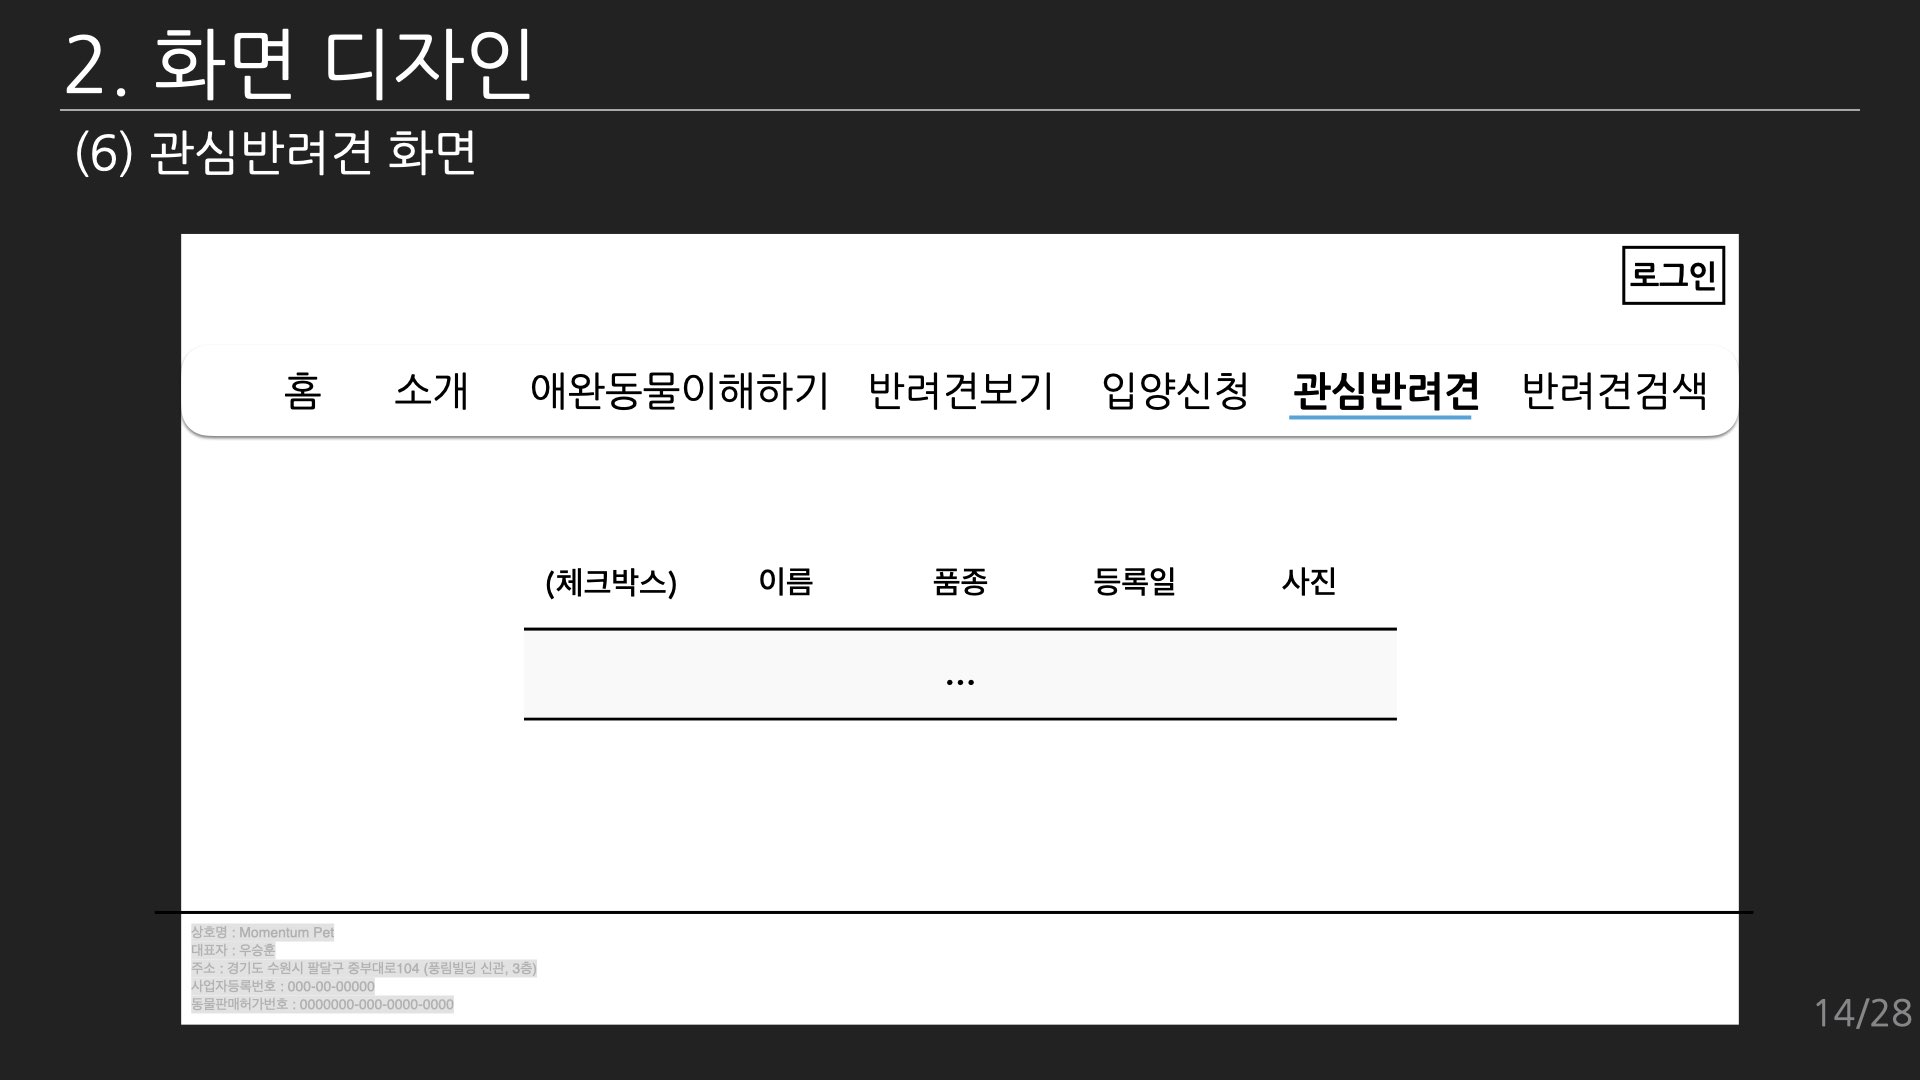 2. 화면 디자인
(6) 관심반려견 화면
로그인
홈 소개 애완동물이해하기 반려견보기 입양신청 관심반려견 반려견검색
(체크박스) 이름 품종 등록일 사진
...
상호명 : Momentum Pet
대표자 : 우승훈
주소 : 경기도 수원시 팔달구 중부대로104 (풍림빌딩 신관, 3층)
사업자등록번호 : 000-00-00000
동물판매허가번호 : 0000000-000-0000-0000
14/28